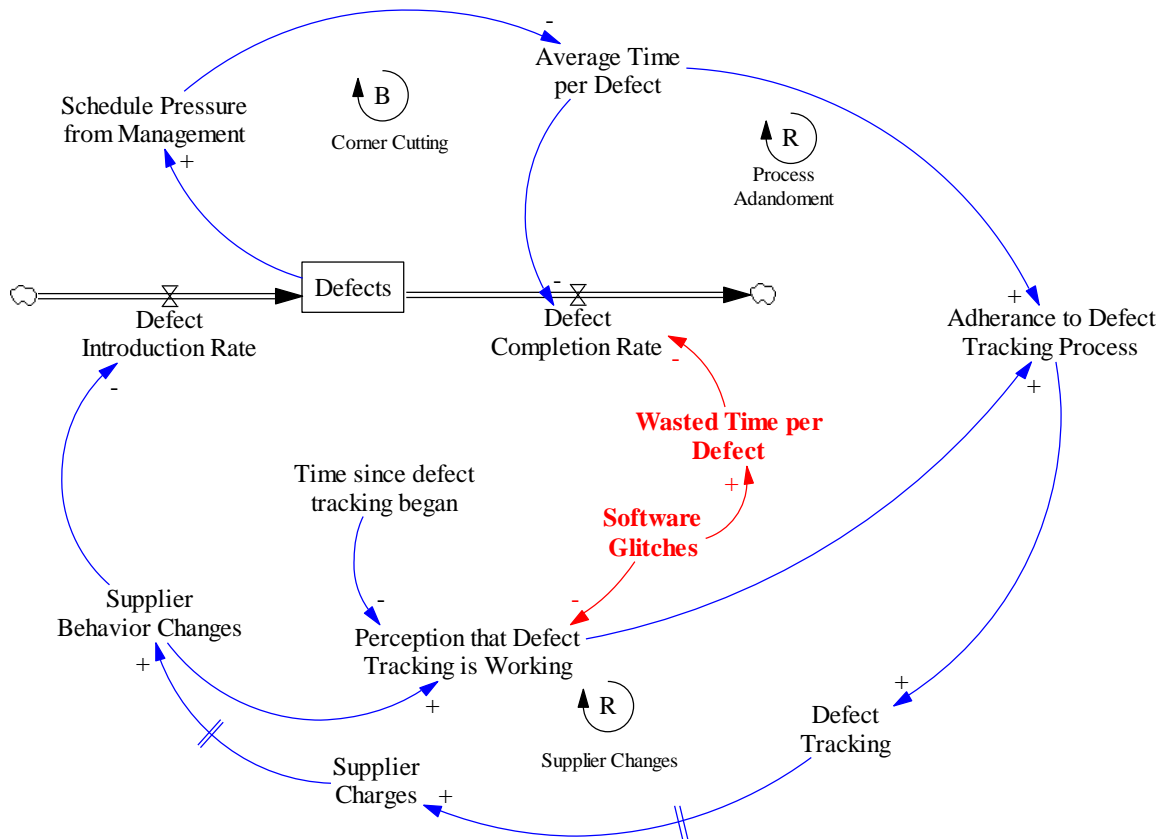 -
Average Time
per Defect
B
Corner Cutting
Schedule Pressure
from Management
+
R
Process
Adandoment
Defects
-
+
Defect
Introduction Rate
-
Defect
Completion Rate
-
Adherance to Defect
Tracking Process
+
Wasted Time per
Defect
+
Time since defect
tracking began
-
Software
Glitches
-
Supplier
Behavior Changes
+
Perception that Defect
Tracking is Working
+
R
Supplier Changes
+
Defect
Tracking
Supplier
Charges
+